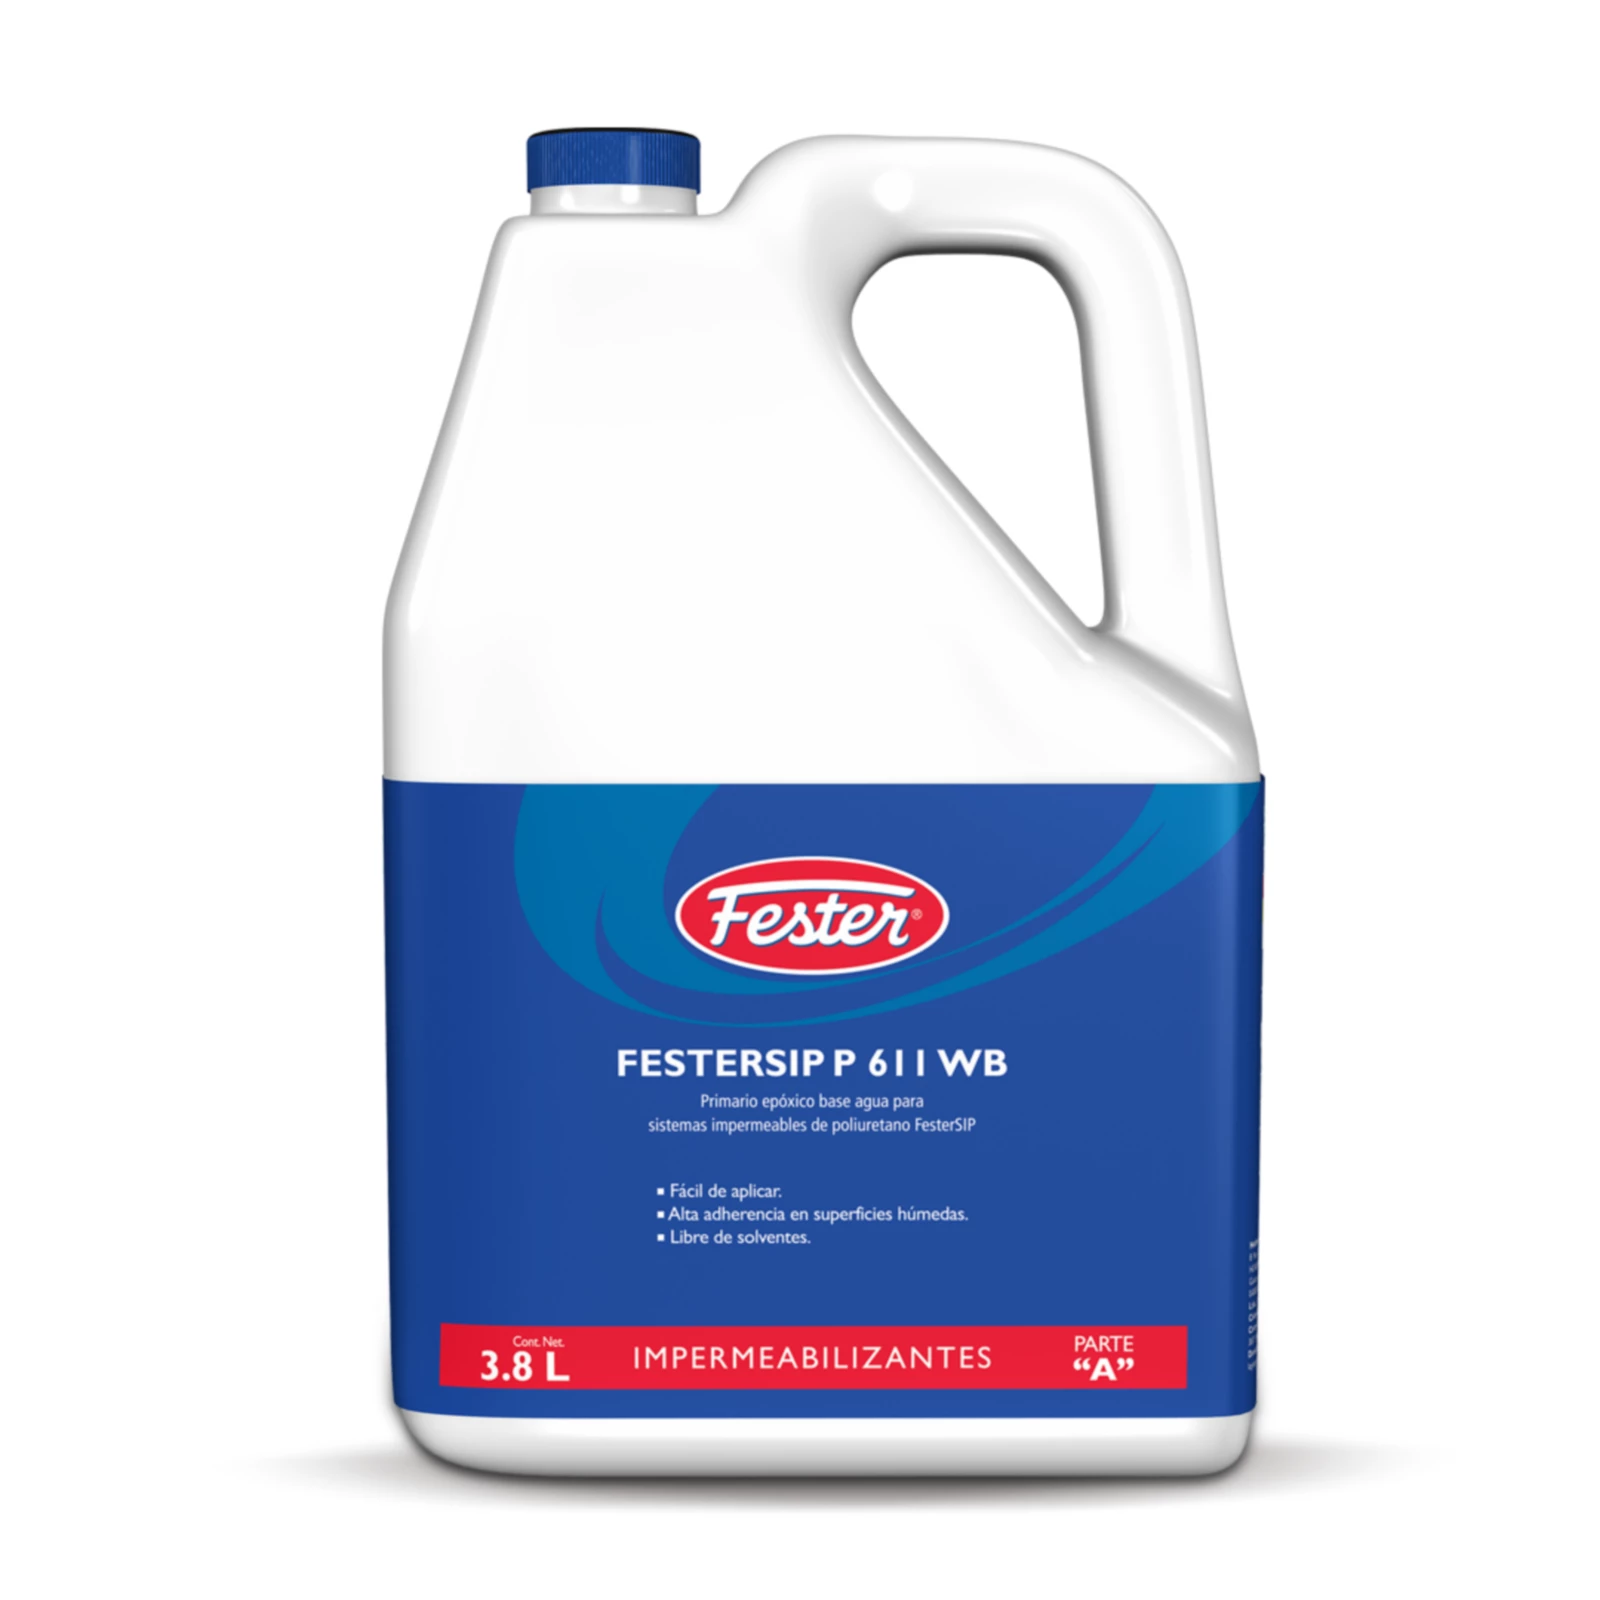 Fester®
FESTERSIP P 611 WB
Primario epóxico base agua para
sistemas impermeables de poliuretano FesterSIP
▪ Fácil de aplicar.
▪ Alta adherencia en superficies húmedas.
▪ Libre de solventes.
Cont. Net.
3.8 L
IMPERMEABILIZANTES
PARTE
“A”